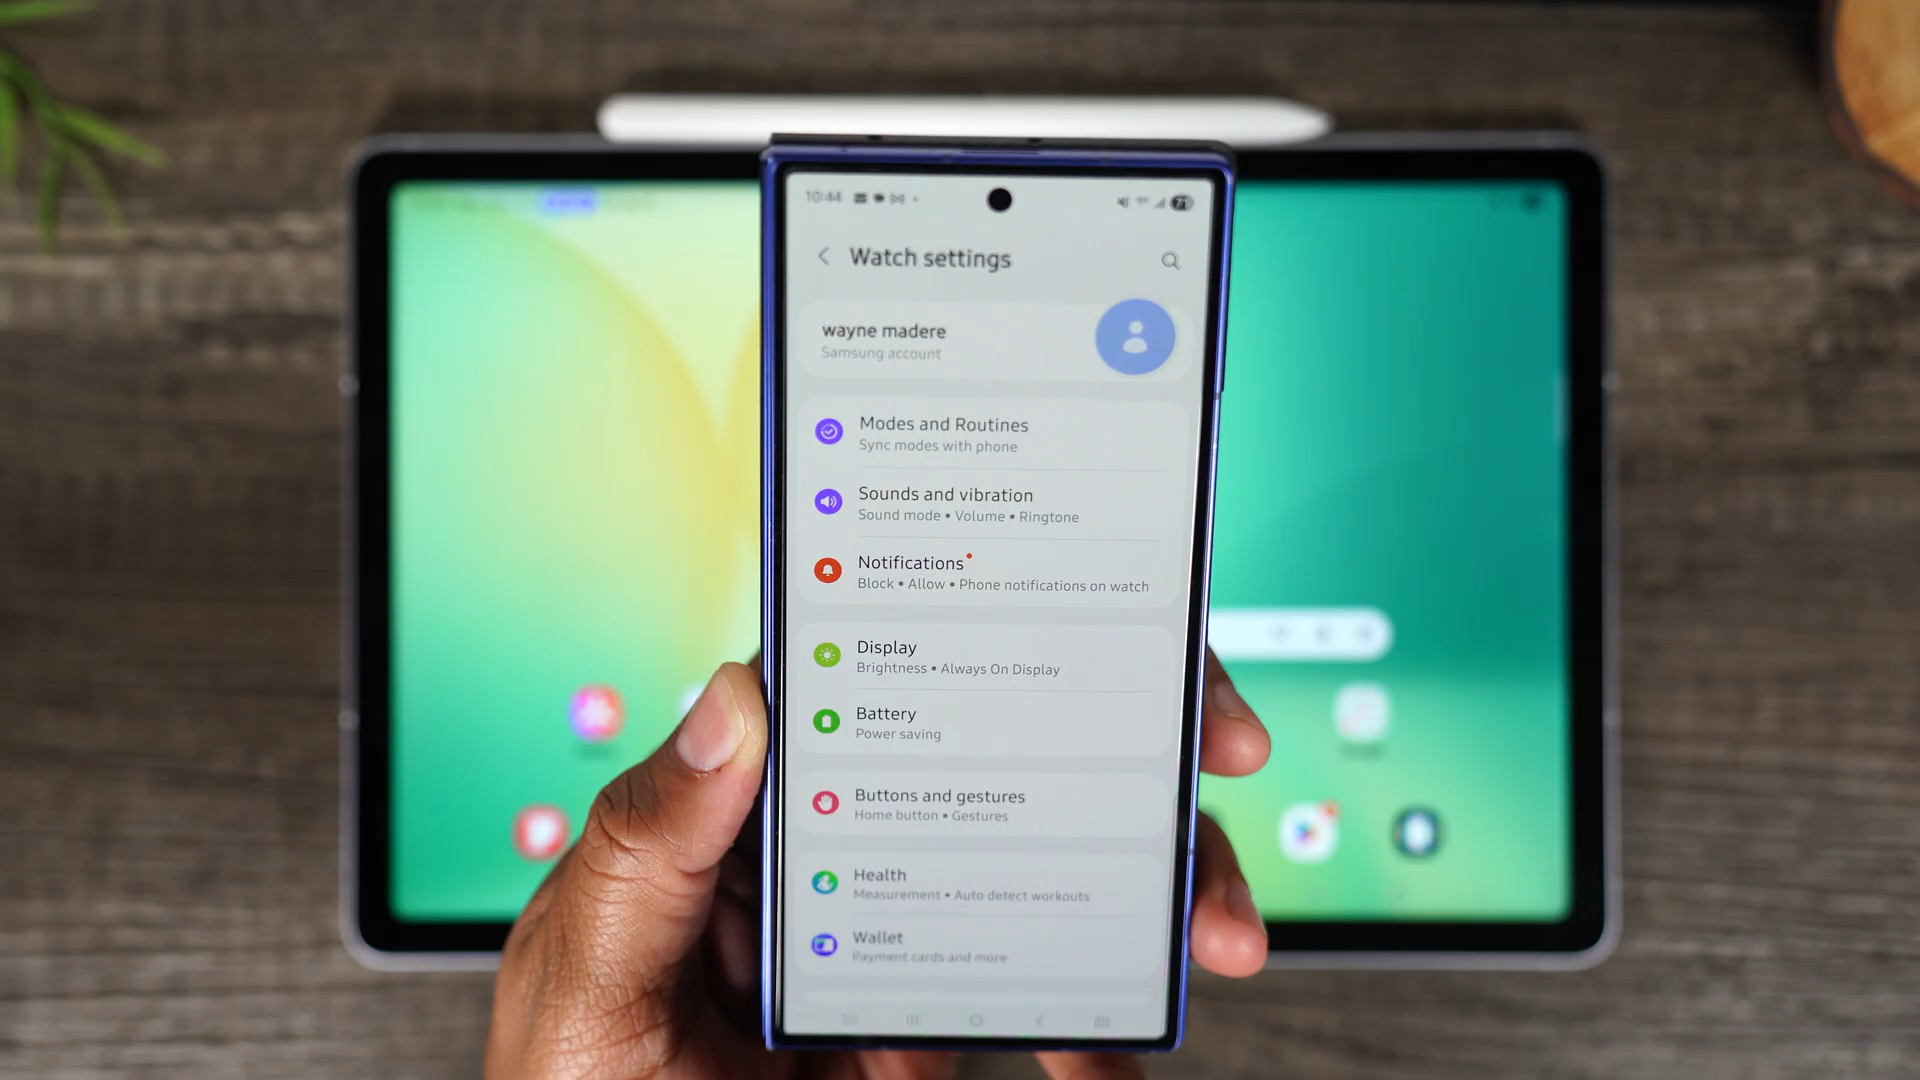 10:44
71
Watch settings
wayne madere
Samsung account
Modes and Routines
Sync modes with phone
Sounds and vibration
Sound mode • Volume • Ringtone
Notifications
Block • Allow • Phone notifications on watch
Display
Brightness • Always On Display
Battery
Power saving
Buttons and gestures
Home button • Gestures
Health
Measurement • Auto detect workouts
Wallet
Payment cards and more